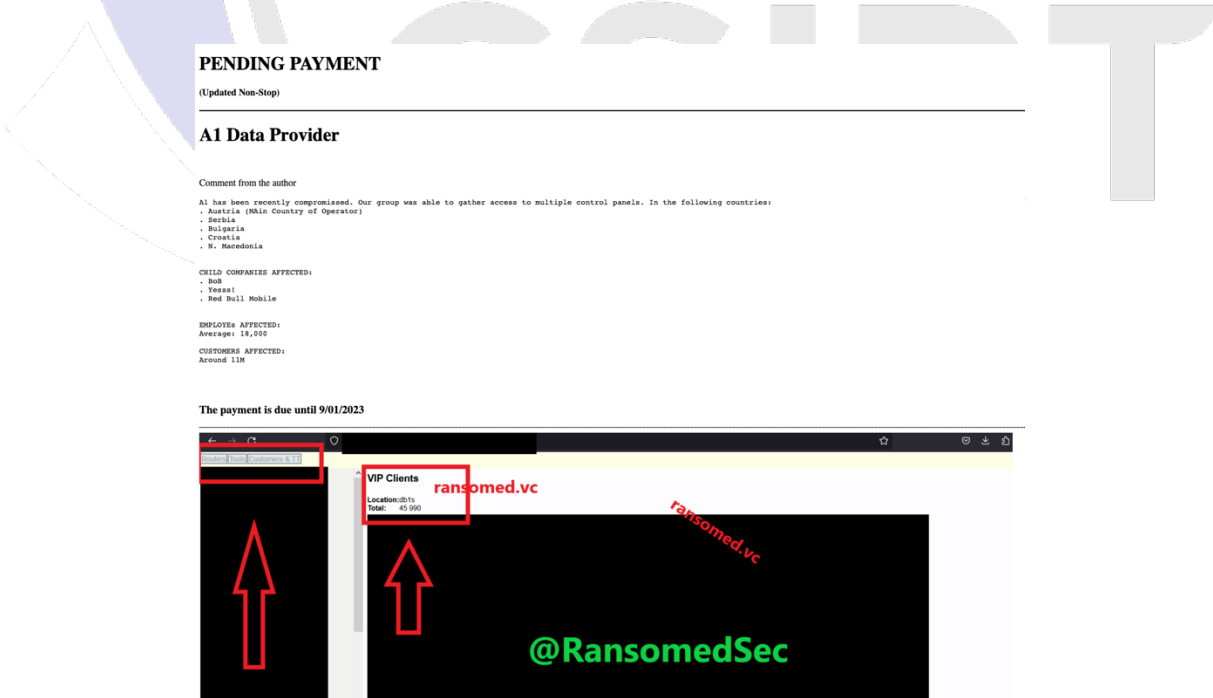 CSIRT
PENDING PAYMENT
(Updated Non-Stop)
A1 Data Provider
Comment from the author
A1 has been recently compromissed. Our group was able to gather access to multiple control panels. In the following countries:
. Austria (MAin Country of Operator)
. Serbia
. Bulgaria
. Croatia
. N. Macedonia
CHILD COMPANIES AFFECTED:
. BoB
. Yesss!
. Red Bull Mobile
EMPLOYEs AFFECTED:
Average: 18,000
CUSTOMERS AFFECTED:
Around 11M
The payment is due until 9/01/2023
Routers Tools Customers & TT
VIP Clients
ransomed.vc
Location:db1s
Total: 45 990
ransomed.vc
@RansomedSec